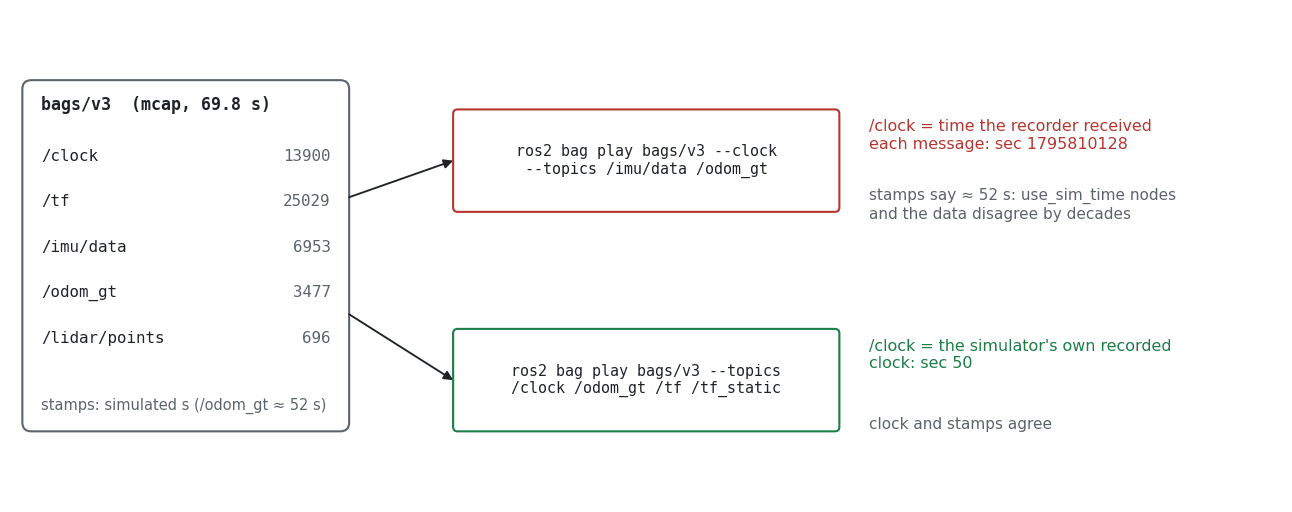 bags/v3  (mcap, 69.8 s)
/clock 13900
/tf 25029
/imu/data 6953
/odom_gt 3477
/lidar/points 696
stamps: simulated s (/odom_gt ≈ 52 s)
ros2 bag play bags/v3 --clock
--topics /imu/data /odom_gt
/clock = time the recorder received
each message: sec 1795810128
stamps say ≈ 52 s: use_sim_time nodes
and the data disagree by decades
ros2 bag play bags/v3 --topics
/clock /odom_gt /tf /tf_static
/clock = the simulator's own recorded
clock: sec 50
clock and stamps agree